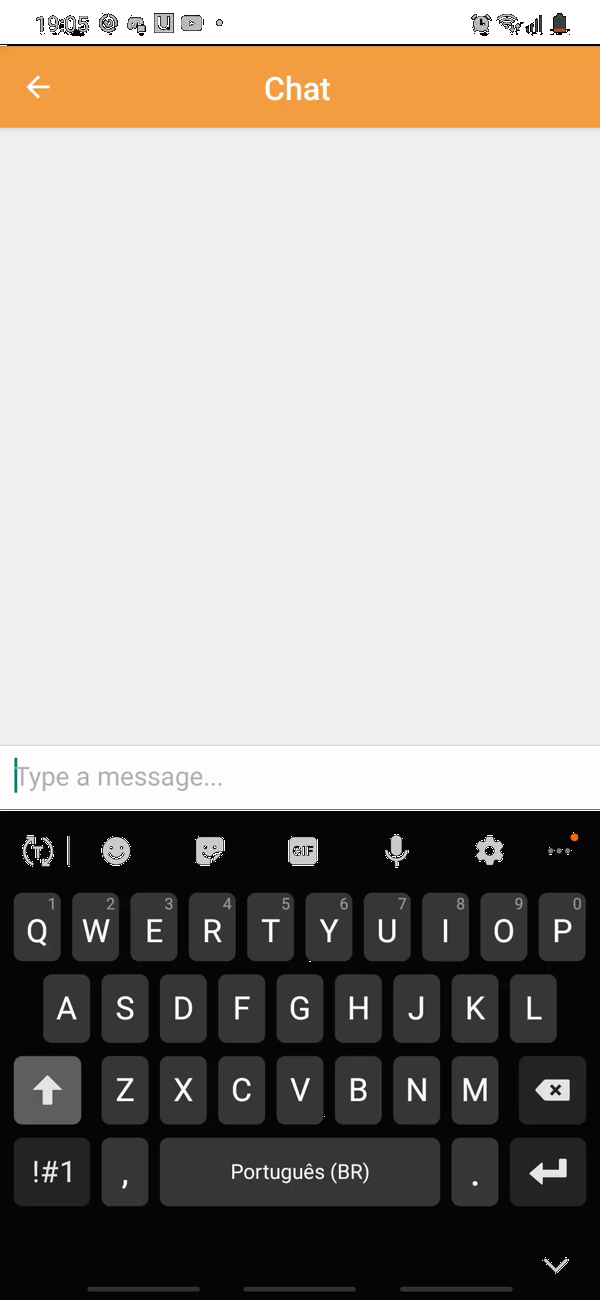 19:05
Chat
Type a message...
T
GIF
1 2 3 4 5 6 7 8 9 0
Q W E R T Y U I O P
A S D F G H J K L
Z X C V B N M
!#1 , Português (BR) .